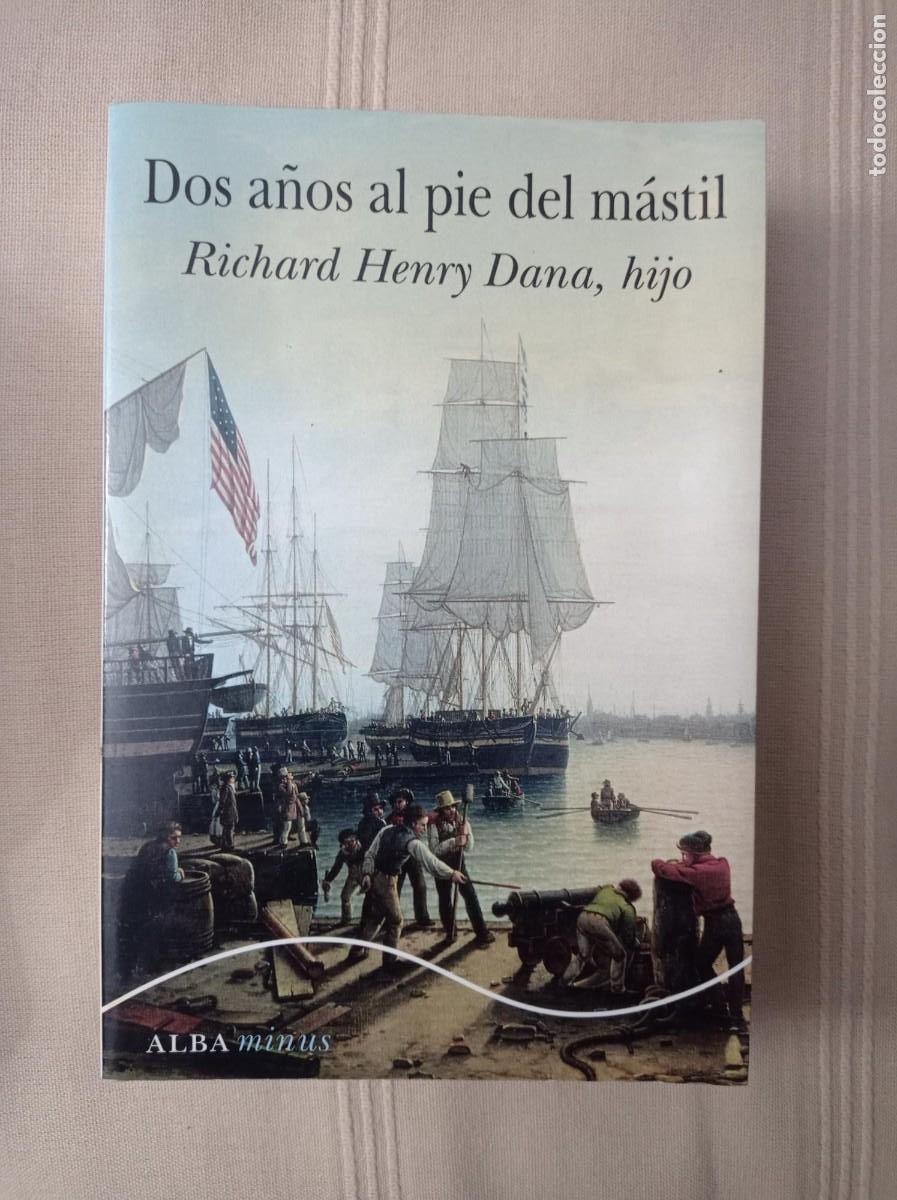 Dos años al pie del mástil
Richard Henry Dana, hijo
ALBA minus
todocoleccion